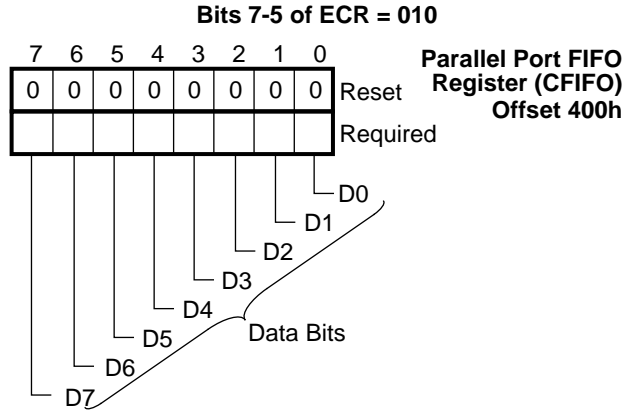 Bits 7-5 of ECR = 010
7 6 5 4 3 2 1 0
Parallel Port FIFO
Register (CFIFO)
Offset 400h
0 0 0 0 0 0 0 0 Reset
Required
D0
D1
D2
D3
D4
D5
D6
D7
Data Bits